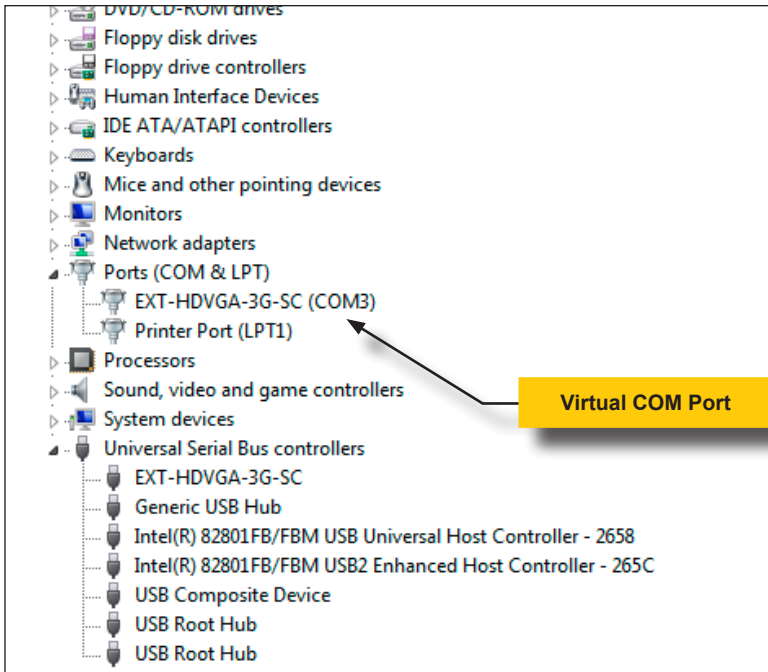 DVD/CD-ROM drives
Floppy disk drives
Floppy drive controllers
Human Interface Devices
IDE ATA/ATAPI controllers
Keyboards
Mice and other pointing devices
Monitors
Network adapters
Ports (COM & LPT)
EXT-HDVGA-3G-SC (COM3)
Printer Port (LPT1)
Processors
Sound, video and game controllers
Virtual COM Port
System devices
Universal Serial Bus controllers
EXT-HDVGA-3G-SC
Generic USB Hub
Intel(R) 82801FB/FBM USB Universal Host Controller - 2658
Intel(R) 82801FB/FBM USB2 Enhanced Host Controller - 265C
USB Composite Device
USB Root Hub
USB Root Hub